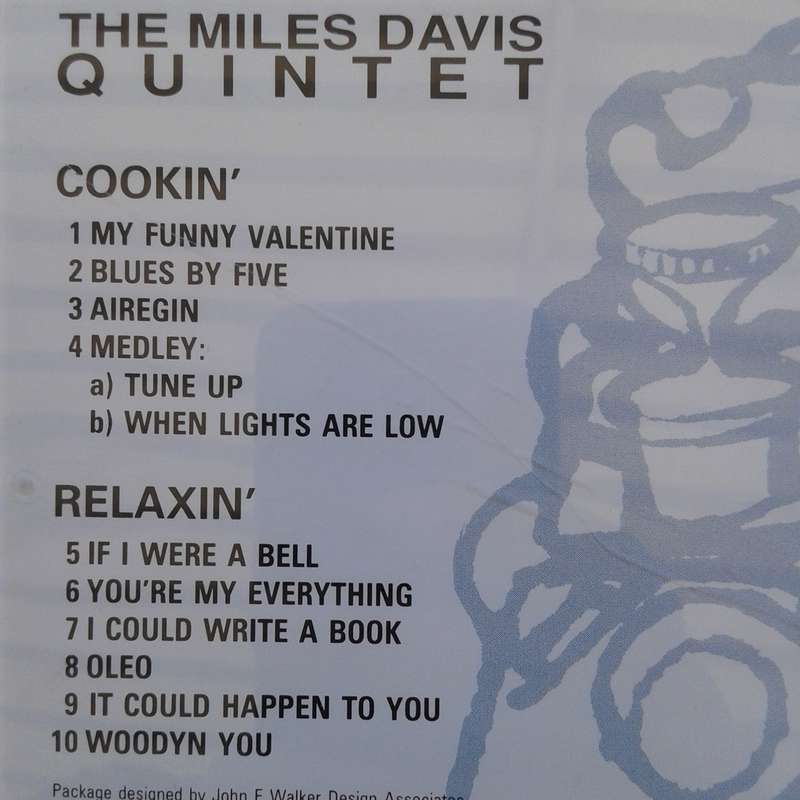 THE MILES DAVIS
QUINTET
COOKIN'
1 MY FUNNY VALENTINE
2 BLUES BY FIVE
3 AIREGIN
4 MEDLEY:
a) TUNE UP
b) WHEN LIGHTS ARE LOW
RELAXIN'
5 IF I WERE A BELL
6 YOU'RE MY EVERYTHING
7 I COULD WRITE A BOOK
8 OLEO
9 IT COULD HAPPEN TO YOU
10 WOODYN YOU
Package designed by John F Walker Design Associates